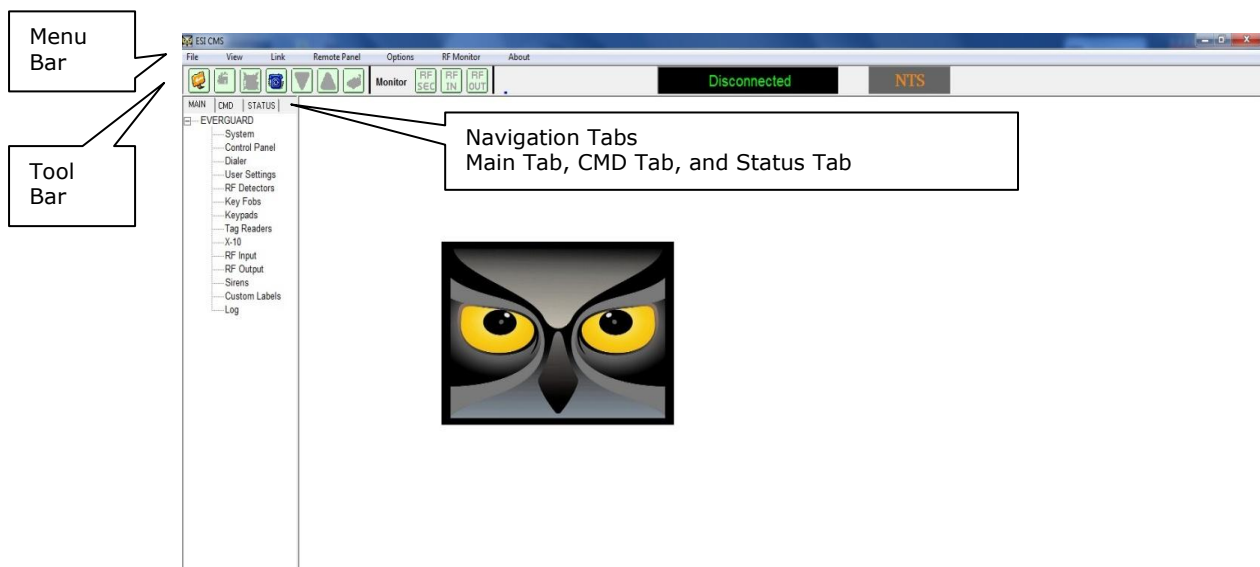 Menu
Bar
ESI CMS
File View Link Remote Panel Options RF Monitor About
Monitor RF SEC RF IN RF OUT Disconnected NTS
MAIN CMD STATUS
Navigation Tabs
Main Tab, CMD Tab, and Status Tab
Tool
Bar
EVERGUARD
System
Control Panel
Dialer
User Settings
RF Detectors
Key Fobs
Keypads
Tag Readers
X-10
RF Input
RF Output
Sirens
Custom Labels
Log